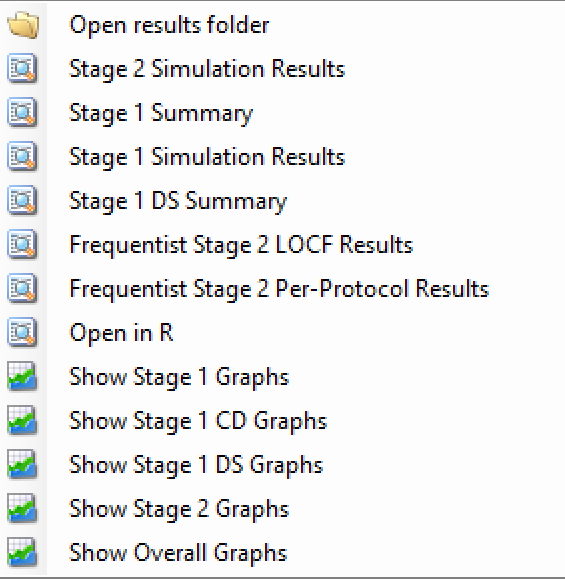 Open results folder
Stage 2 Simulation Results
Stage 1 Summary
Stage 1 Simulation Results
Stage 1 DS Summary
Frequentist Stage 2 LOCF Results
Frequentist Stage 2 Per-Protocol Results
Open in R
Show Stage 1 Graphs
Show Stage 1 CD Graphs
Show Stage 1 DS Graphs
Show Stage 2 Graphs
Show Overall Graphs